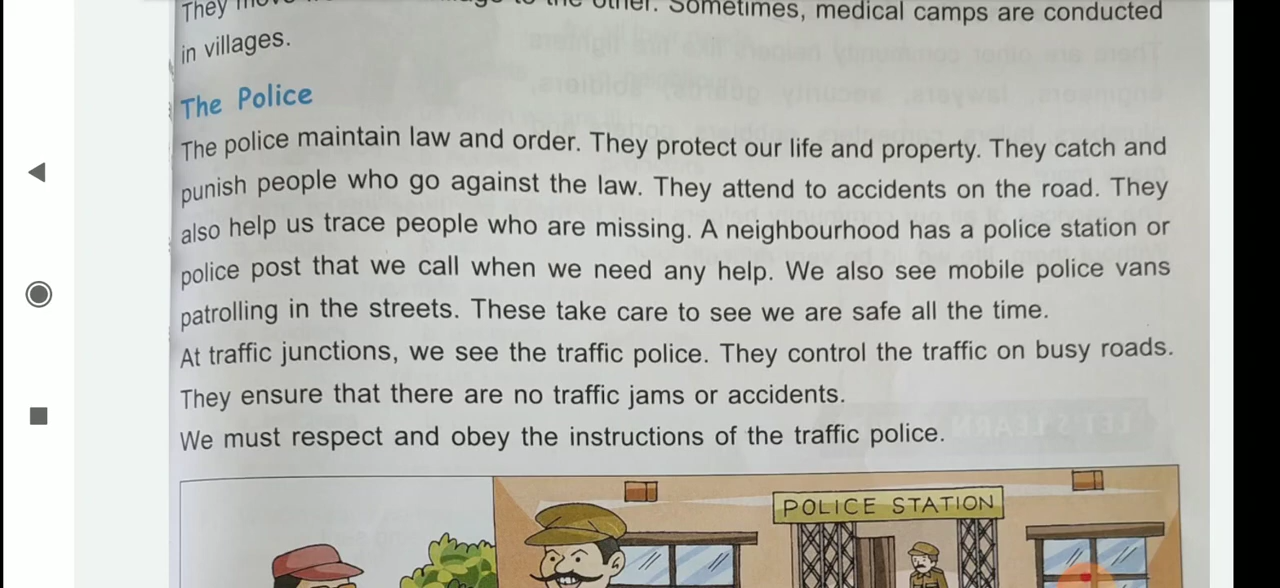 They other. Sometimes, medical camps are conducted
in villages.
The Police
The police maintain law and order. They protect our life and property. They catch and
punish people who go against the law. They attend to accidents on the road. They
also help us trace people who are missing. A neighbourhood has a police station or
police post that we call when we need any help. We also see mobile police vans
patrolling in the streets. These take care to see we are safe all the time.
At traffic junctions, we see the traffic police. They control the traffic on busy roads.
They ensure that there are no traffic jams or accidents.
We must respect and obey the instructions of the traffic police.
POLICE STATION